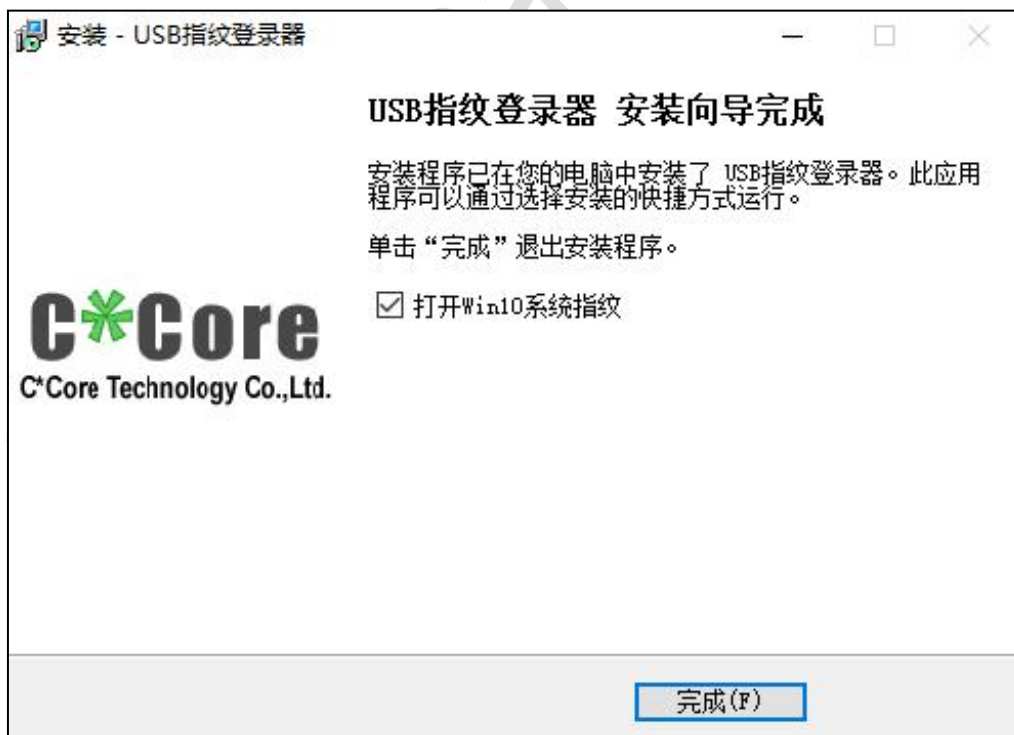 安装 - USB指纹登录器
USB指纹登录器 安装向导完成
安装程序已在您的电脑中安装了 USB指纹登录器。此应用
程序可以通过选择安装的快捷方式运行。
单击“完成”退出安装程序。
打开Win10系统指纹
C*Core
C*Core Technology Co.,Ltd.
完成(F)